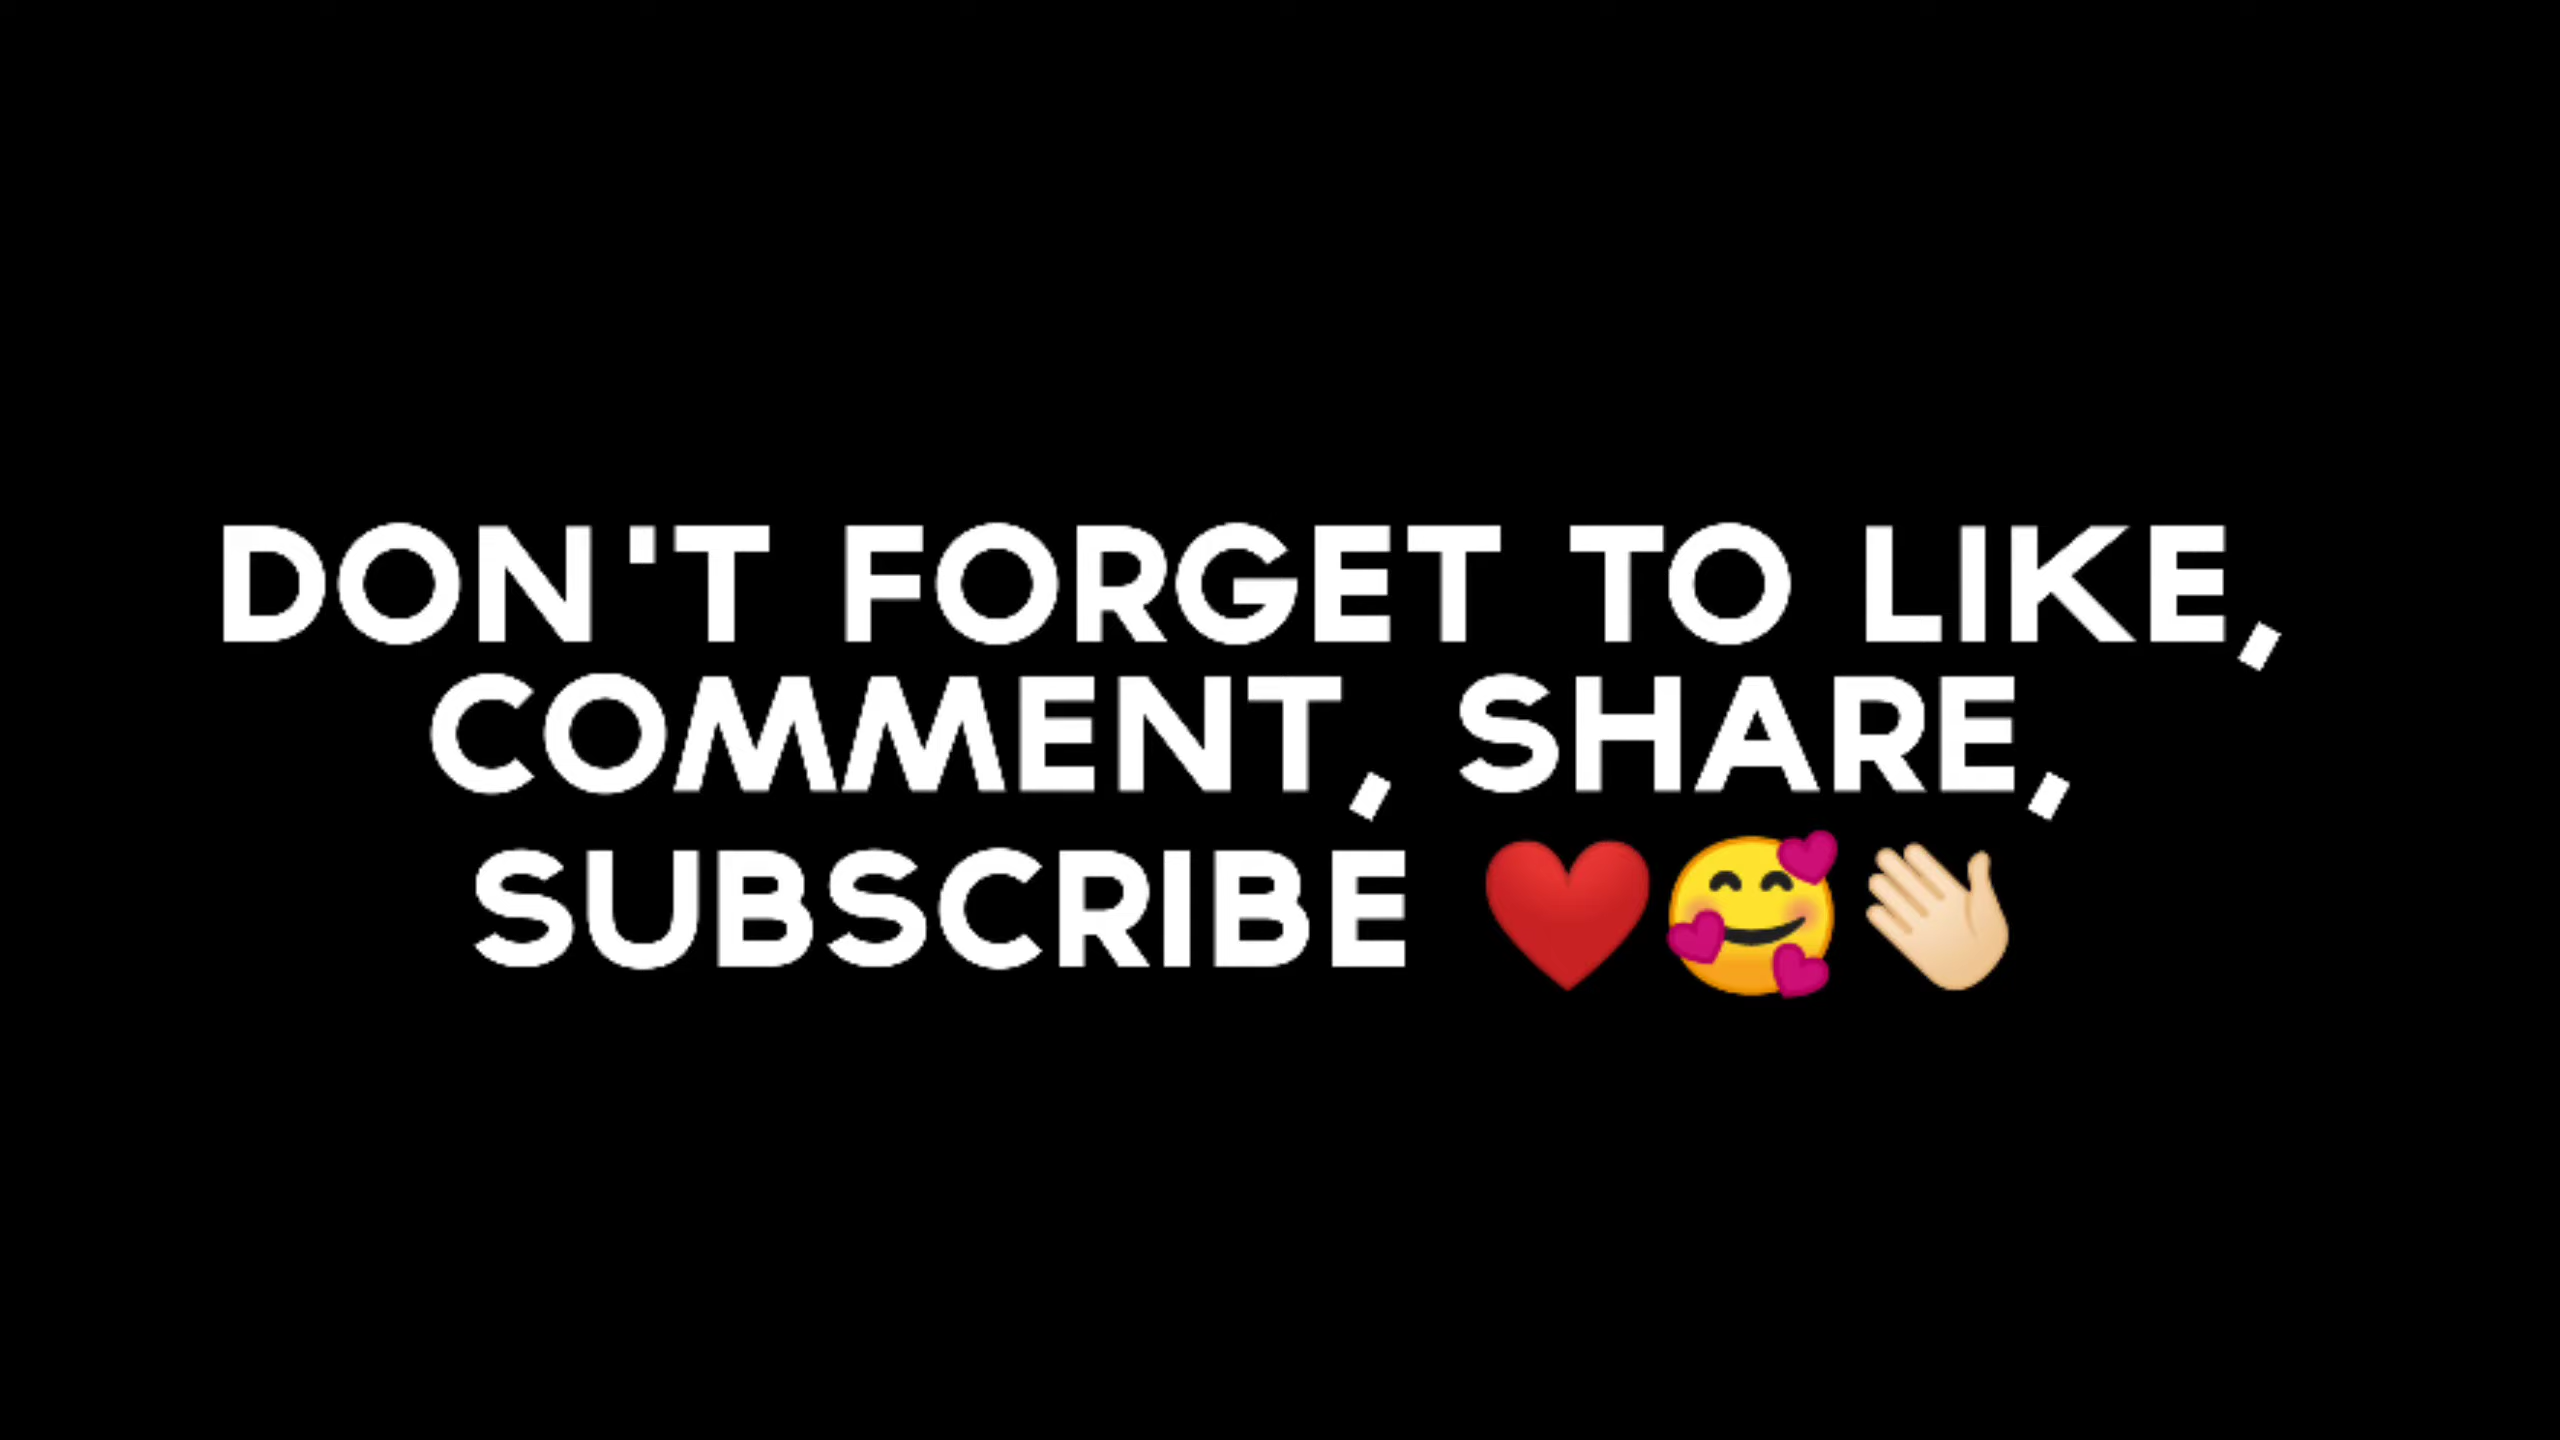 DON'T FORGET TO LIKE,
COMMENT, SHARE,
SUBSCRIBE ❤️🥰👋🏻